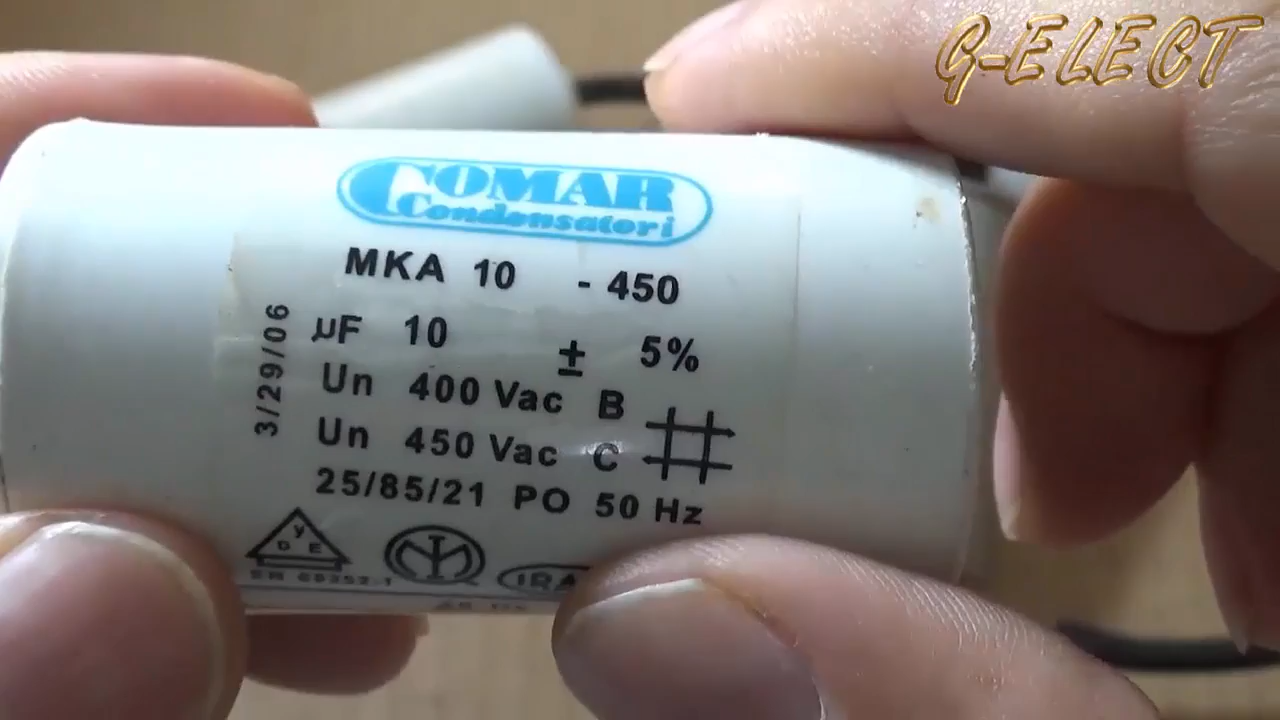 G-ELECT
COMAR
Condensatori
MKA 10 - 450
µF 10 ± 5%
Un 400 Vac B
Un 450 Vac C
25/85/21 PO 50 Hz
3/29/06
V D E